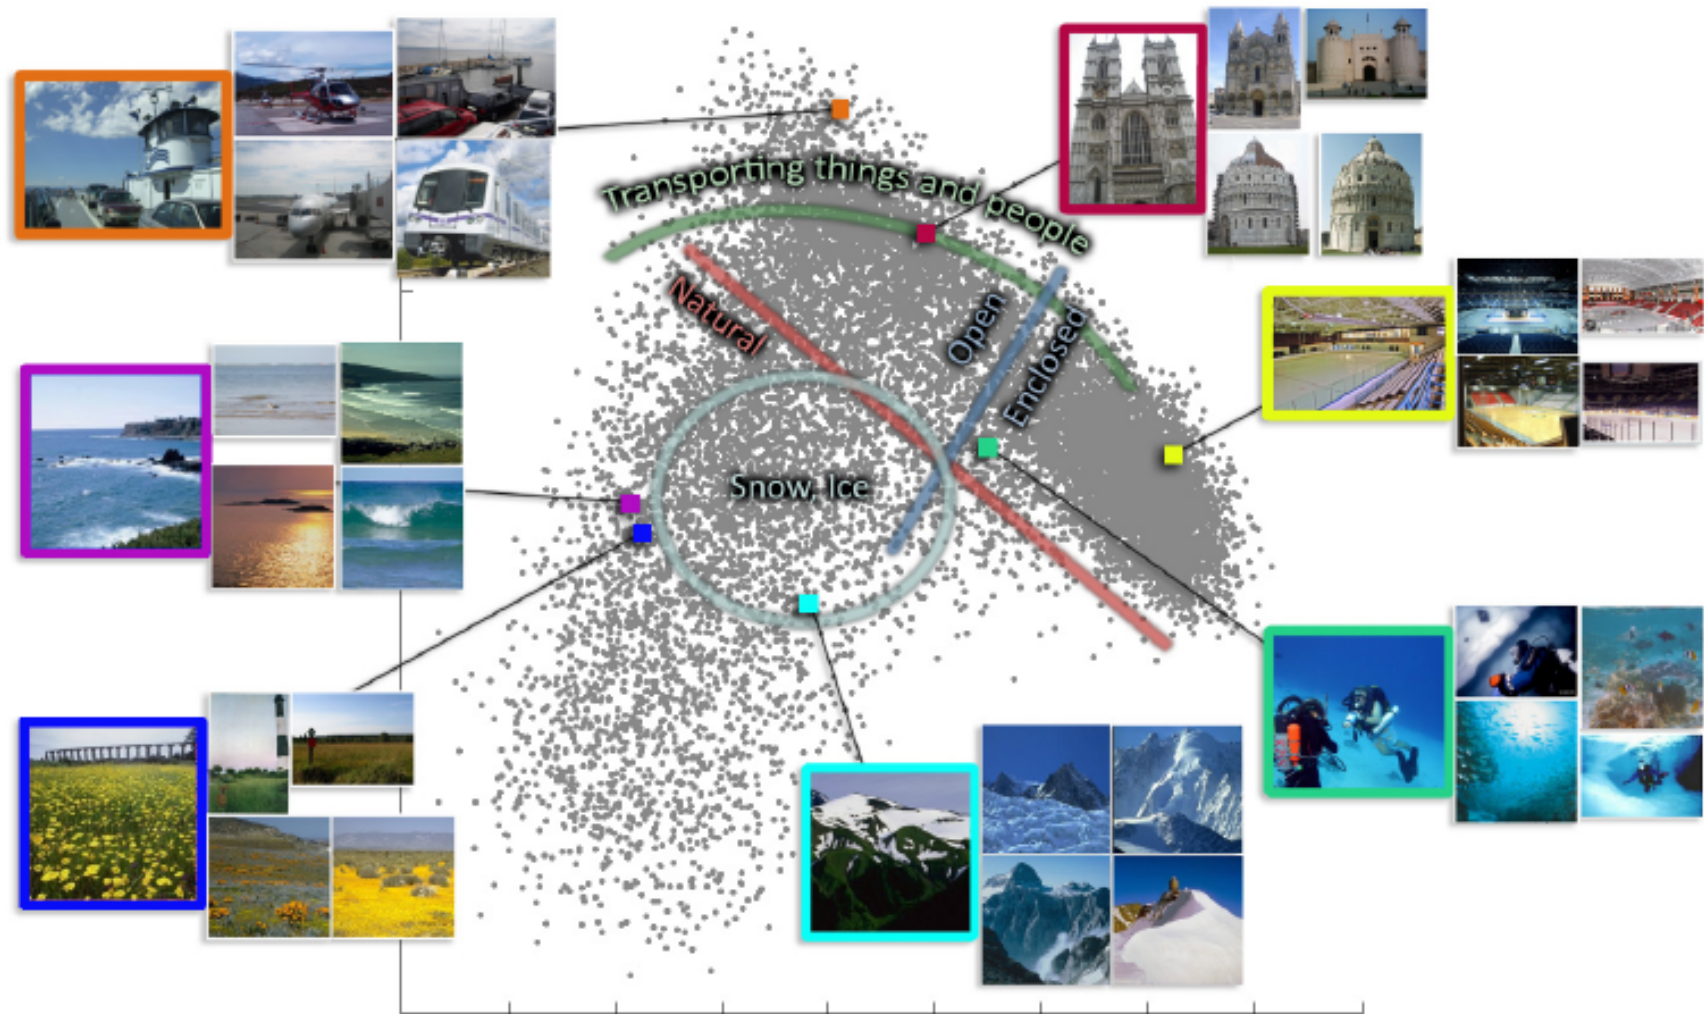 Transporting things and people
Natural
Open
Enclosed
Snow, Ice